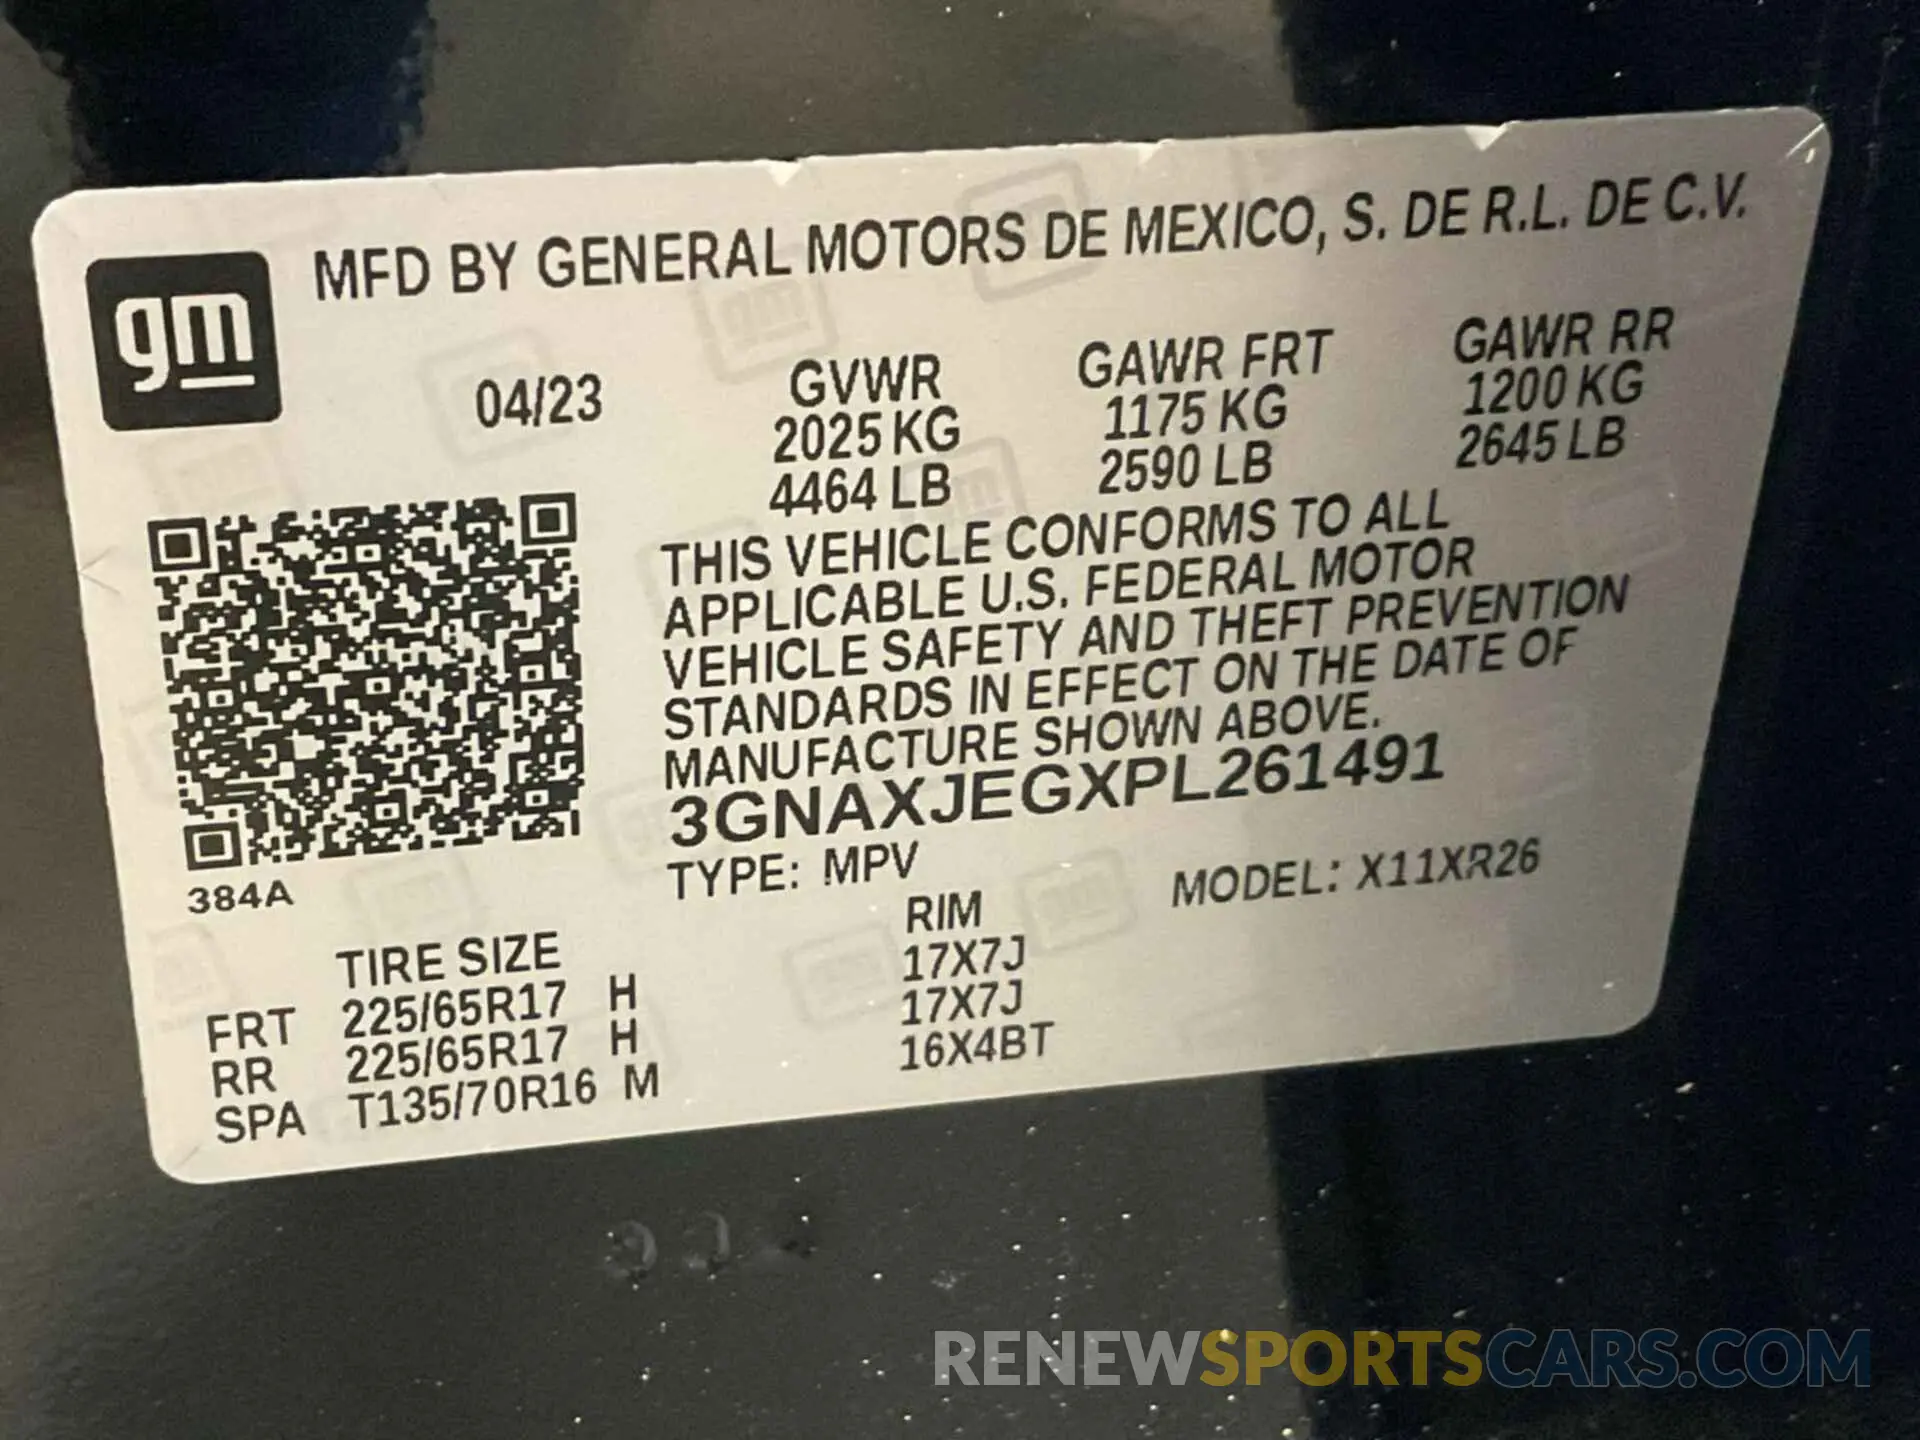 gm
MFD BY GENERAL MOTORS DE MEXICO, S. DE R.L. DE C.V.
04/23 GVWR GAWR FRT GAWR RR
2025 KG 1175 KG 1200 KG
4464 LB 2590 LB 2645 LB
THIS VEHICLE CONFORMS TO ALL
APPLICABLE U.S. FEDERAL MOTOR
VEHICLE SAFETY AND THEFT PREVENTION
STANDARDS IN EFFECT ON THE DATE OF
MANUFACTURE SHOWN ABOVE.
3GNAXJEGXPL261491
TYPE: MPV MODEL: X11XR26
384A
TIRE SIZE RIM
FRT 225/65R17 H 17X7J
RR 225/65R17 H 17X7J
SPA T135/70R16 M 16X4BT
RENEWSPORTSCARS.COM